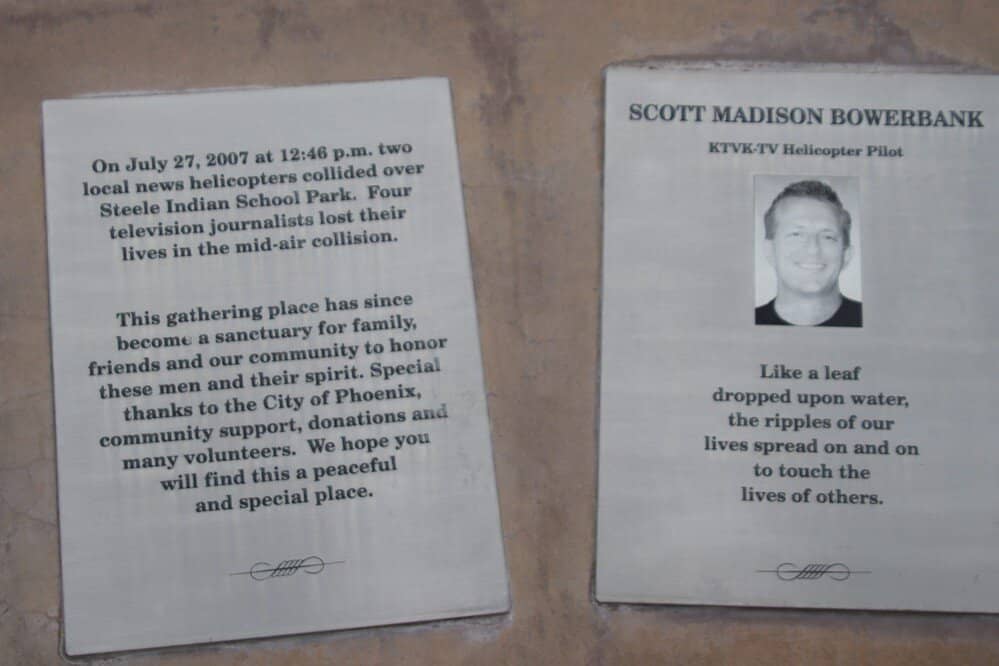 On July 27, 2007 at 12:46 p.m. two
local news helicopters collided over
Steele Indian School Park. Four
television journalists lost their
lives in the mid-air collision.
This gathering place has since
become a sanctuary for family,
friends and our community to honor
these men and their spirit. Special
thanks to the City of Phoenix,
community support, donations and
many volunteers. We hope you
will find this a peaceful
and special place.
SCOTT MADISON BOWERBANK
KTVK-TV Helicopter Pilot
Like a leaf
dropped upon water,
the ripples of our
lives spread on and on
to touch the
lives of others.